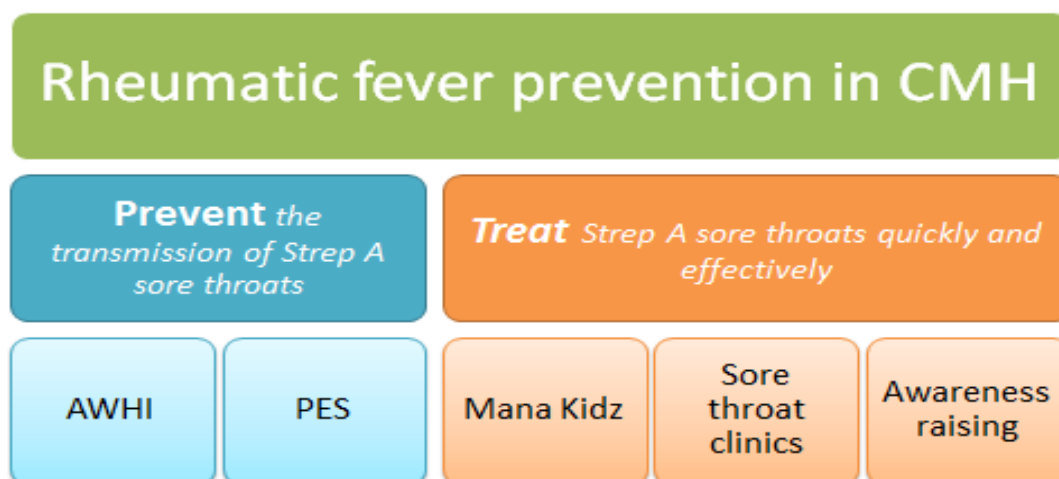 Rheumatic fever prevention in CMH
Prevent the
transmission of Strep A
sore throats
Treat Strep A sore throats quickly and
effectively
AWHI
PES
Mana Kidz
Sore
throat
clinics
Awareness
raising